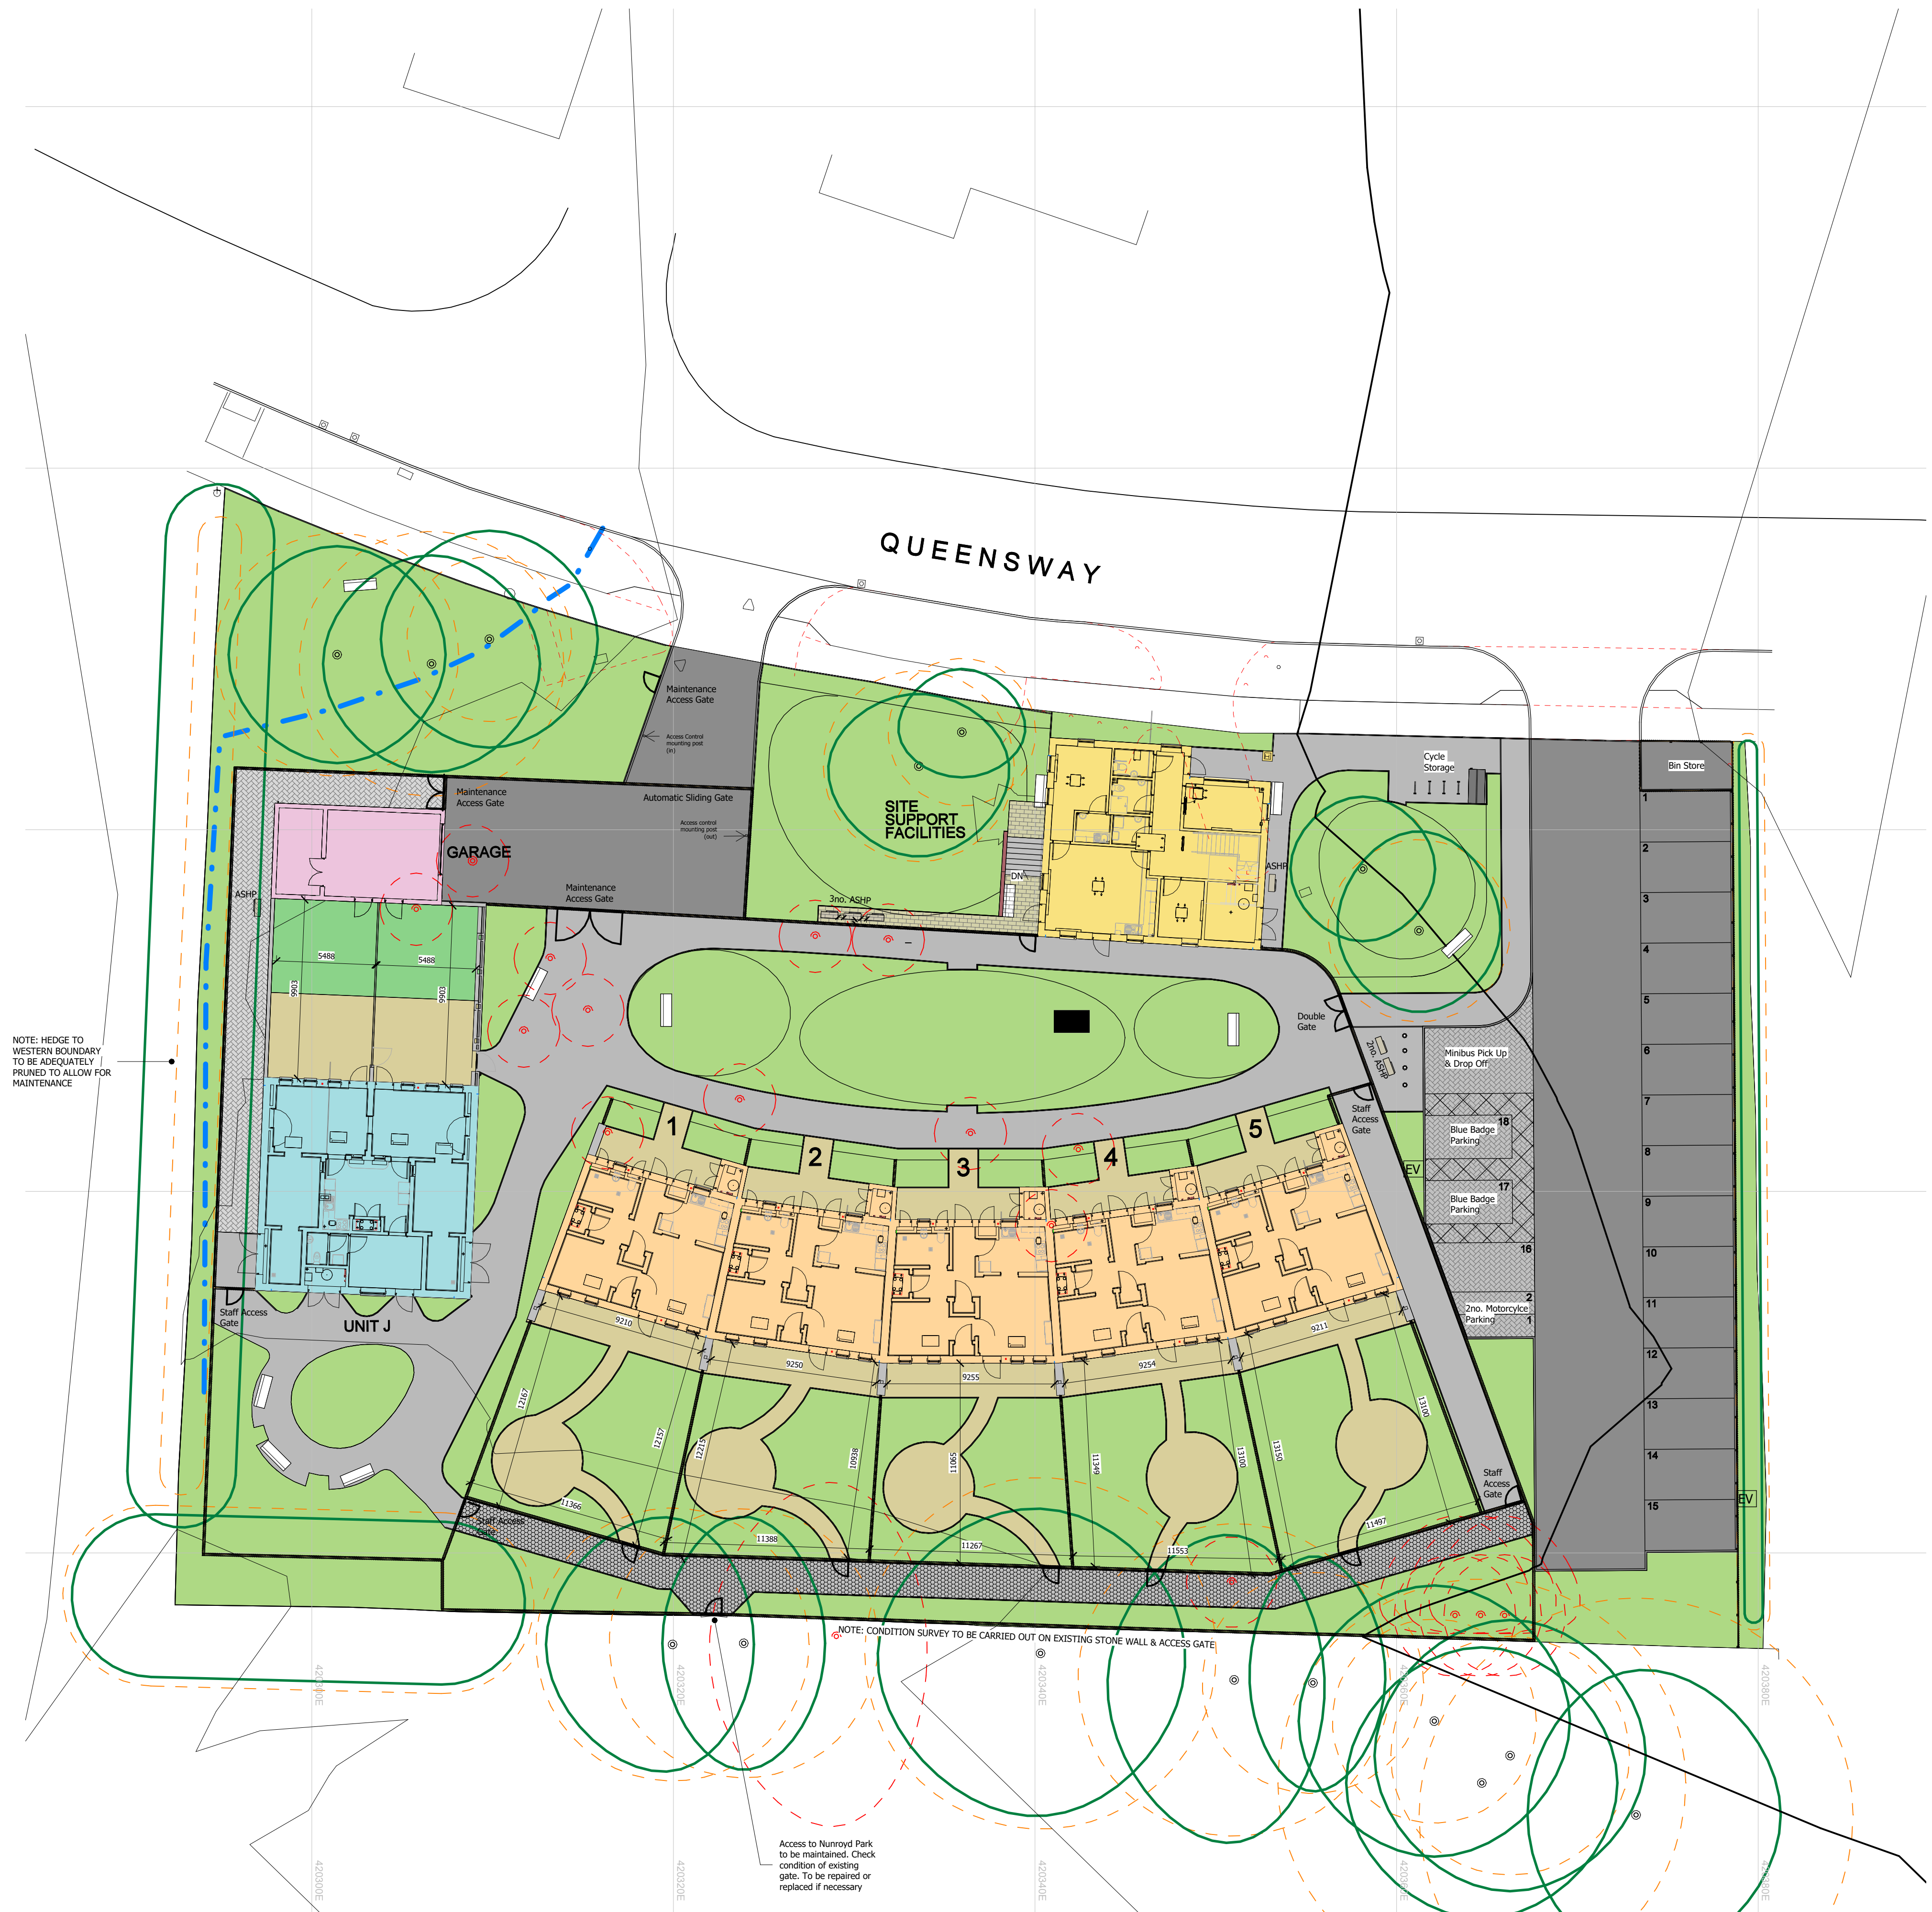 QUEENSWAY
Maintenance
Access Gate
Access Control
mounting post
(in)
Maintenance
Access Gate
Automatic Sliding Gate
Access control
mounting post
(out)
GARAGE
Maintenance
Access Gate
ASHP
SITE
SUPPORT
FACILITIES
3no. ASHP
DN
ASHP
Cycle
Storage
Bin Store
1
2
3
4
5
6
7
8
9
10
11
12
13
14
15
EV
5488
5488
9903
9903
NOTE: HEDGE TO
WESTERN BOUNDARY
TO BE ADEQUATELY
PRUNED TO ALLOW FOR
MAINTENANCE
Double
Gate
2no. ASHP
Minibus Pick Up
& Drop Off
Staff
Access
Gate
18
Blue Badge
Parking
EV
17
Blue Badge
Parking
16
2
2no. Motorcylce
Parking
1
1
2
3
4
5
Staff Access
Gate
UNIT J
9210
9250
9255
9254
9211
12167
12157
12215
10938
11065
11349
13100
13150
13100
11366
11388
11267
11553
11497
Staff Access
Gate
Staff
Access
Gate
NOTE: CONDITION SURVEY TO BE CARRIED OUT ON EXISTING STONE WALL & ACCESS GATE
420300E
420320E
420340E
420360E
420380E
Access to Nunroyd Park
to be maintained. Check
condition of existing
gate. To be repaired or
replaced if necessary
420300E
420320E
420340E
420360E
420380E